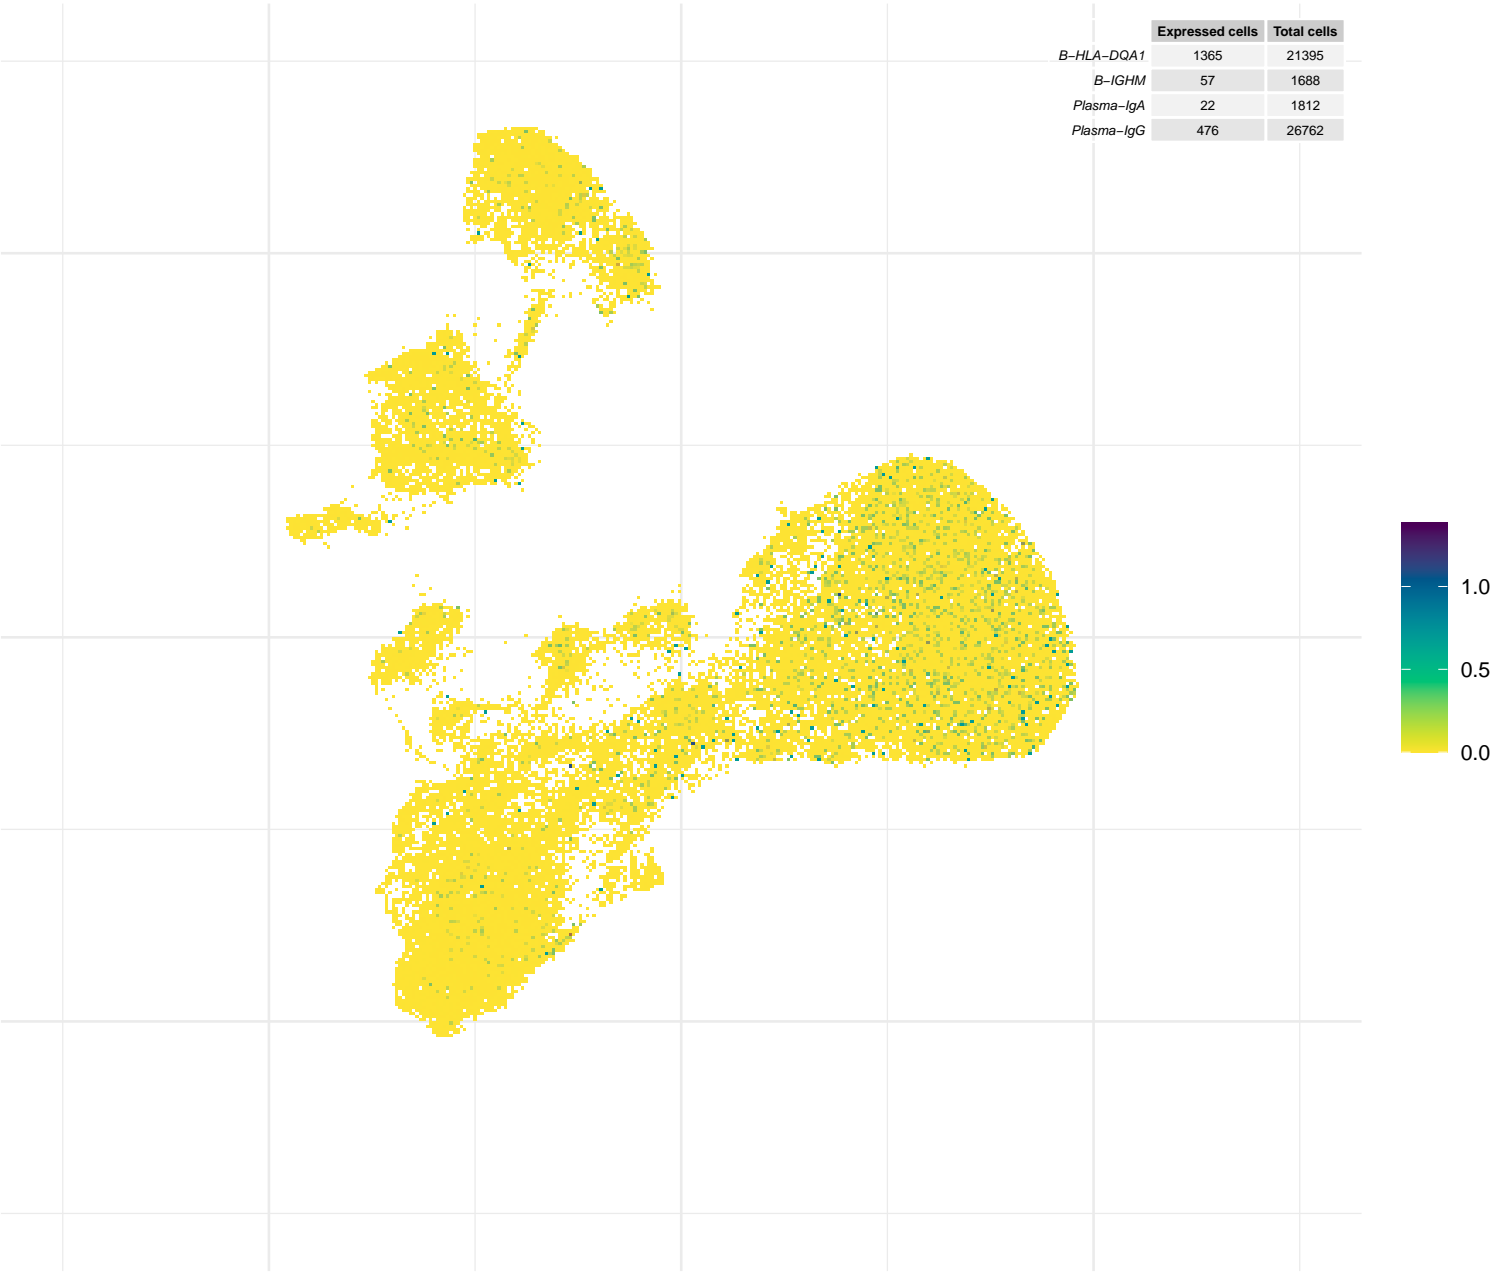 Expressed cells Total cells
B−HLA−DQA1 1365 21395
B−IGHM 57 1688
Plasma−IgA 22 1812
Plasma−IgG 476 26762
1.0
0.5
0.0